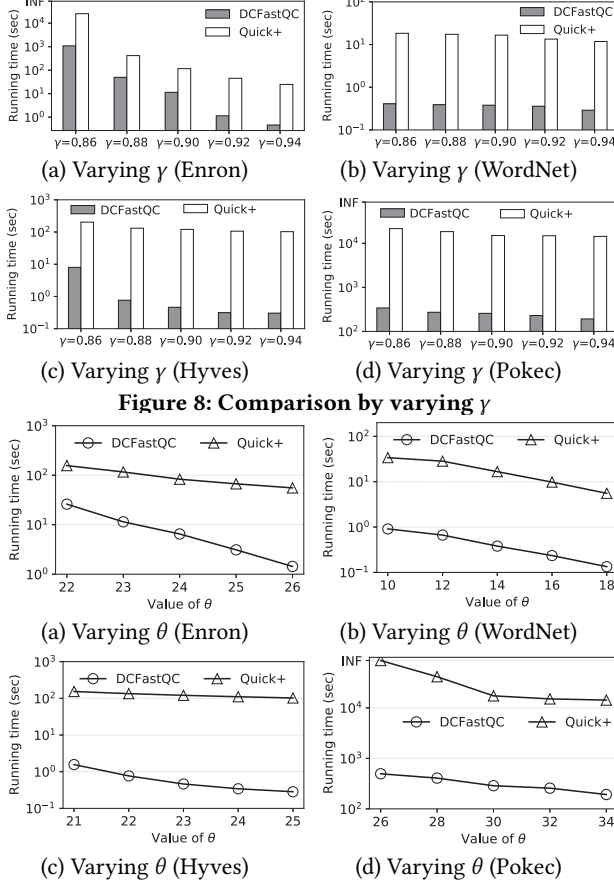 INF
10^4
10^3
10^2
10^1
10^0
Running time (sec)
DCFastQC
Quick+
γ=0.86 γ=0.88 γ=0.90 γ=0.92 γ=0.94
(a) Varying γ (Enron)
10^2
10^1
10^0
10^-1
Running time (sec)
DCFastQC
Quick+
γ=0.86 γ=0.88 γ=0.90 γ=0.92 γ=0.94
(b) Varying γ (WordNet)
10^3
10^2
10^1
10^0
10^-1
Running time (sec)
DCFastQC Quick+
γ=0.86 γ=0.88 γ=0.90 γ=0.92 γ=0.94
(c) Varying γ (Hyves)
INF
10^4
10^3
10^2
Running time (sec)
DCFastQC Quick+
γ=0.86 γ=0.88 γ=0.90 γ=0.92 γ=0.94
(d) Varying γ (Pokec)
Figure 8: Comparison by varying γ
10^3
10^2
10^1
10^0
Running time (sec)
DCFastQC Quick+
22 23 24 25 26
Value of θ
(a) Varying θ (Enron)
10^2
10^1
10^0
10^-1
Running time (sec)
DCFastQC Quick+
10 12 14 16 18
Value of θ
(b) Varying θ (WordNet)
10^3
10^2
10^1
10^0
10^-1
Running time (sec)
DCFastQC Quick+
21 22 23 24 25
Value of θ
(c) Varying θ (Hyves)
INF
10^4
10^3
10^2
Running time (sec)
DCFastQC Quick+
26 28 30 32 34
Value of θ
(d) Varying θ (Pokec)